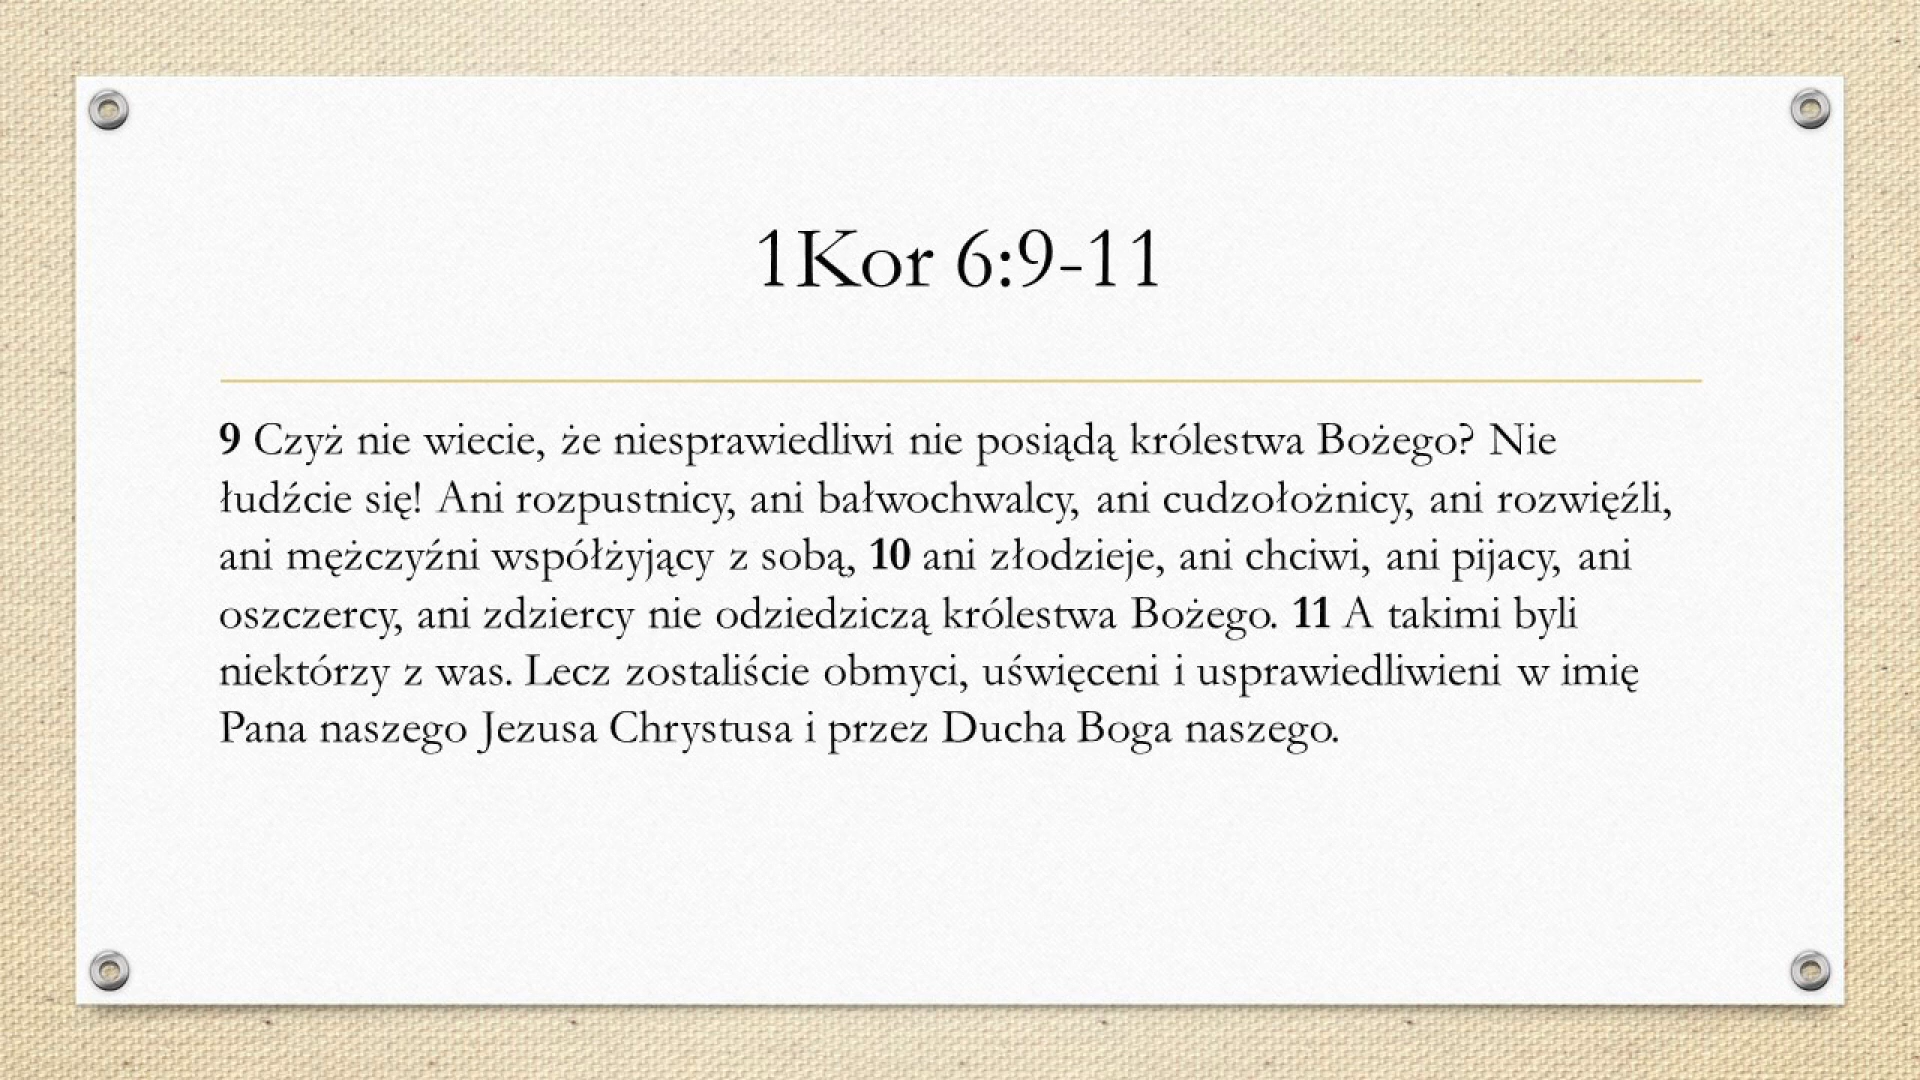 1Kor 6:9-11
9 Czyż nie wiecie, że niesprawiedliwi nie posiądą królestwa Bożego? Nie
łudźcie się! Ani rozpustnicy, ani bałwochwalcy, ani cudzołożnicy, ani rozwięźli,
ani mężczyźni współżyjący z sobą, 10 ani złodzieje, ani chciwi, ani pijacy, ani
oszczercy, ani zdziercy nie odziedziczą królestwa Bożego. 11 A takimi byli
niektórzy z was. Lecz zostaliście obmyci, uświęceni i usprawiedliwieni w imię
Pana naszego Jezusa Chrystusa i przez Ducha Boga naszego.